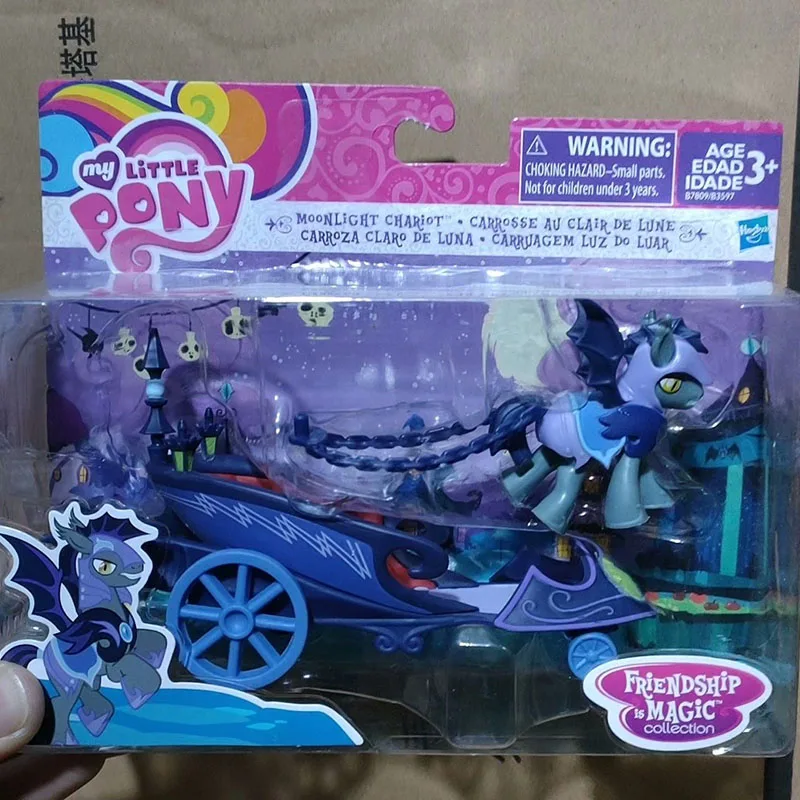 塔基
my LITTLE PONY
WARNING:
CHOKING HAZARD–Small parts.
Not for children under 3 years.
AGE
EDAD
IDADE
3+
B7809/B3597
MOONLIGHT CHARIOT™ • CARROSSE AU CLAIR DE LUNE
CARROZA CLARO DE LUNA • CARRUAGEM LUZ DO LUAR
Hasbro
FRIENDSHIP
is MAGIC™
collection